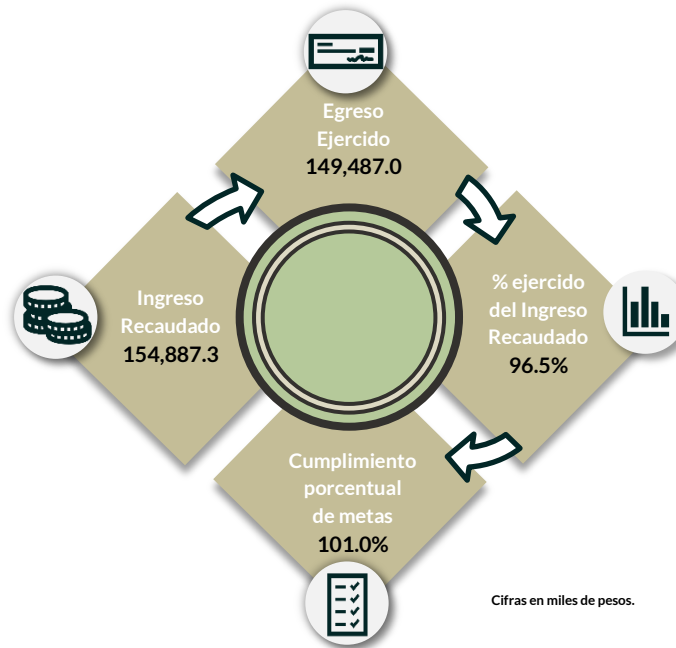 Egreso
Ejercido
149,487.0
Ingreso
Recaudado
154,887.3
% ejercido
del Ingreso
Recaudado
96.5%
Cumplimiento
porcentual
de metas
101.0%
Cifras en miles de pesos.